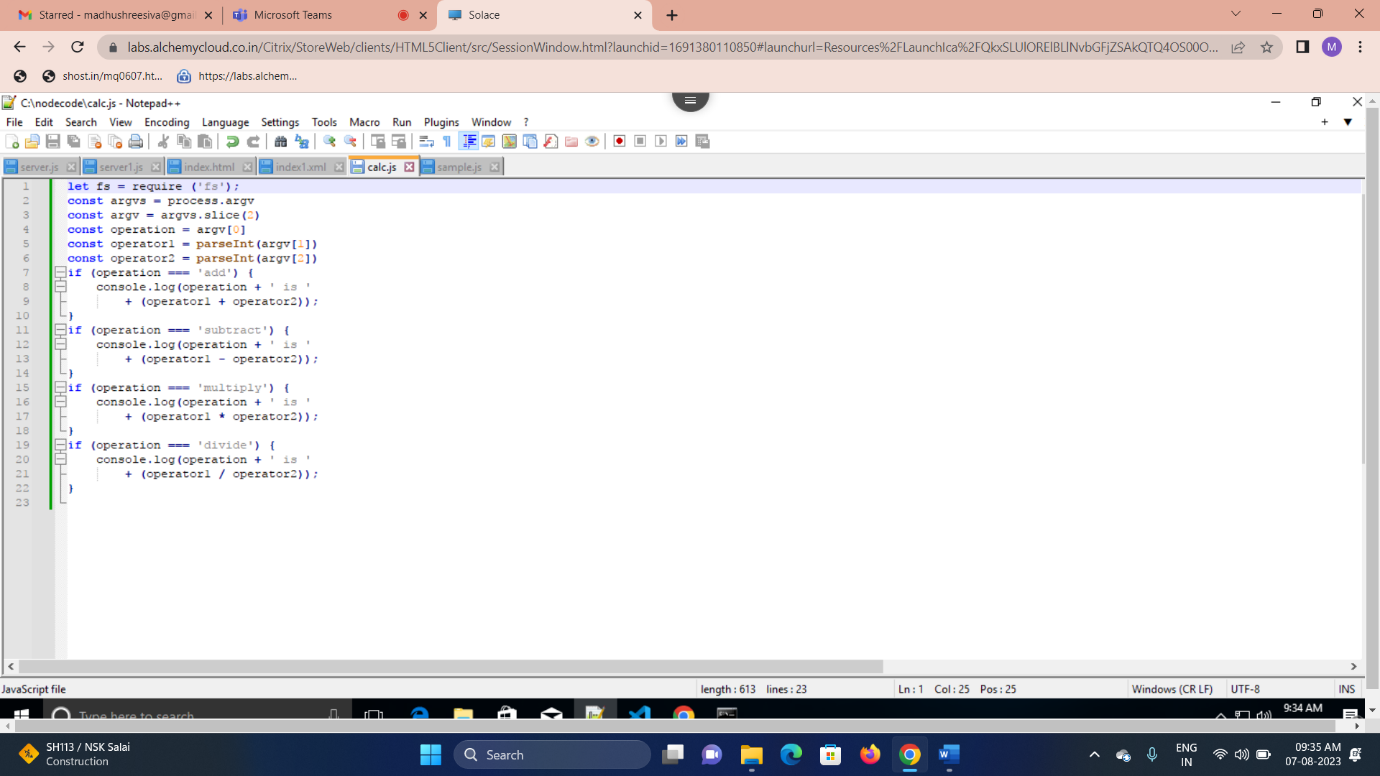 Starred - madhushreesiva@gmai
Microsoft Teams
Solace
labs.alchemycloud.co.in/Citrix/StoreWeb/clients/HTML5Client/src/SessionWindow.html?launchid=1691380110850#launchurl=Resources%2FLaunchIca%2FQkxSLUlORElBLlNvbGFjZSAkQTQ4OS00O...
M
shost.in/mq0607.ht...
https://labs.alchem...
C:\nodecode\calc.js - Notepad++
File Edit Search View Encoding Language Settings Tools Macro Run Plugins Window ?
server.js server1.js index.html index1.xml calc.js sample.js
1 let fs = require ('fs');
2 const argvs = process.argv
3 const argv = argvs.slice(2)
4 const operation = argv[0]
5 const operator1 = parseInt(argv[1])
6 const operator2 = parseInt(argv[2])
7 if (operation === 'add') {
8 console.log(operation + ' is '
9 + (operator1 + operator2));
10 }
11 if (operation === 'subtract') {
12 console.log(operation + ' is '
13 + (operator1 - operator2));
14 }
15 if (operation === 'multiply') {
16 console.log(operation + ' is '
17 + (operator1 * operator2));
18 }
19 if (operation === 'divide') {
20 console.log(operation + ' is '
21 + (operator1 / operator2));
22 }
23
JavaScript file length : 613 lines : 23 Ln : 1 Col : 25 Pos : 25 Windows (CR LF) UTF-8 INS
Type here to search
9:34 AM
SH113 / NSK Salai
Construction
Search
ENG
IN
09:35 AM
07-08-2023